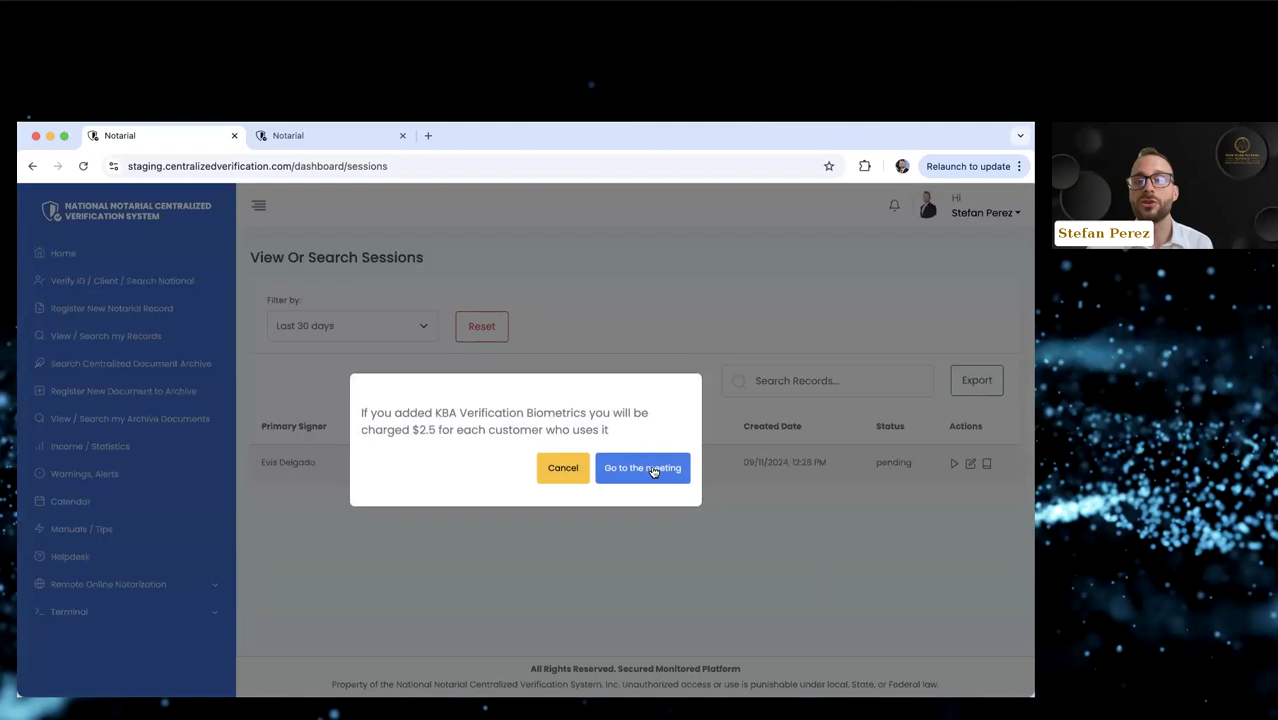 Notarial
Notarial
staging.centralizedverification.com/dashboard/sessions
Relaunch to update
NATIONAL NOTARIAL CENTRALIZED
VERIFICATION SYSTEM
Home
Verify ID / Client / Search National
Register New Notarial Record
View / Search my Records
Search Centralized Document Archive
Register New Document to Archive
View / Search my Archive Documents
Income / Statistics
Warnings, Alerts
Calendar
Manuals / Tips
Helpdesk
Remote Online Notarization
Terminal
Hi
Stefan Perez
View Or Search Sessions
Filter by:
Last 30 days
Reset
Search Records...
Export
If you added KBA Verification Biometrics you will be
charged $2.5 for each customer who uses it
Cancel
Go to the meeting
Primary Signer
Created Date
Status
Actions
Evis Delgado
09/11/2024, 12:28 PM
pending
All Rights Reserved. Secured Monitored Platform
Property of the National Notarial Centralized Verification System, Inc. Unauthorized access or use is punishable under local, State, or Federal law.
Stefan Perez